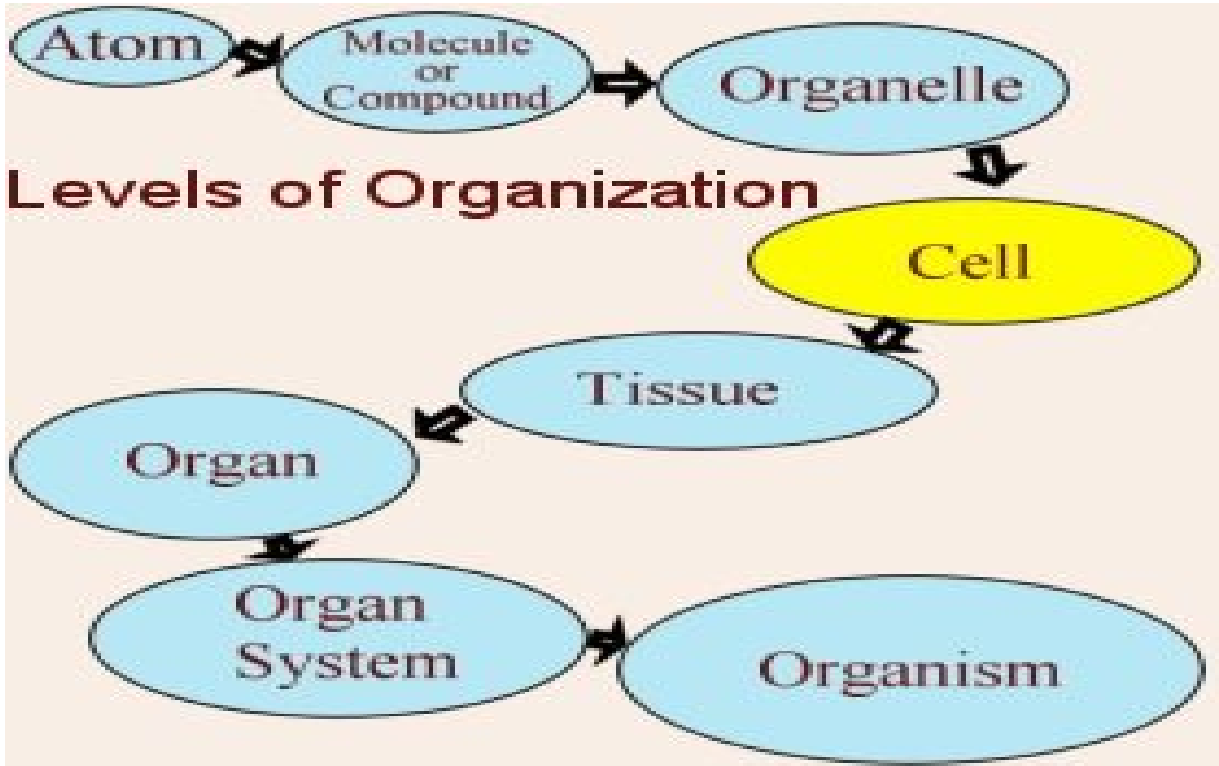 Atom
Molecule
or
Compound
Organelle
Levels of Organization
Cell
Tissue
Organ
Organ
System
Organism